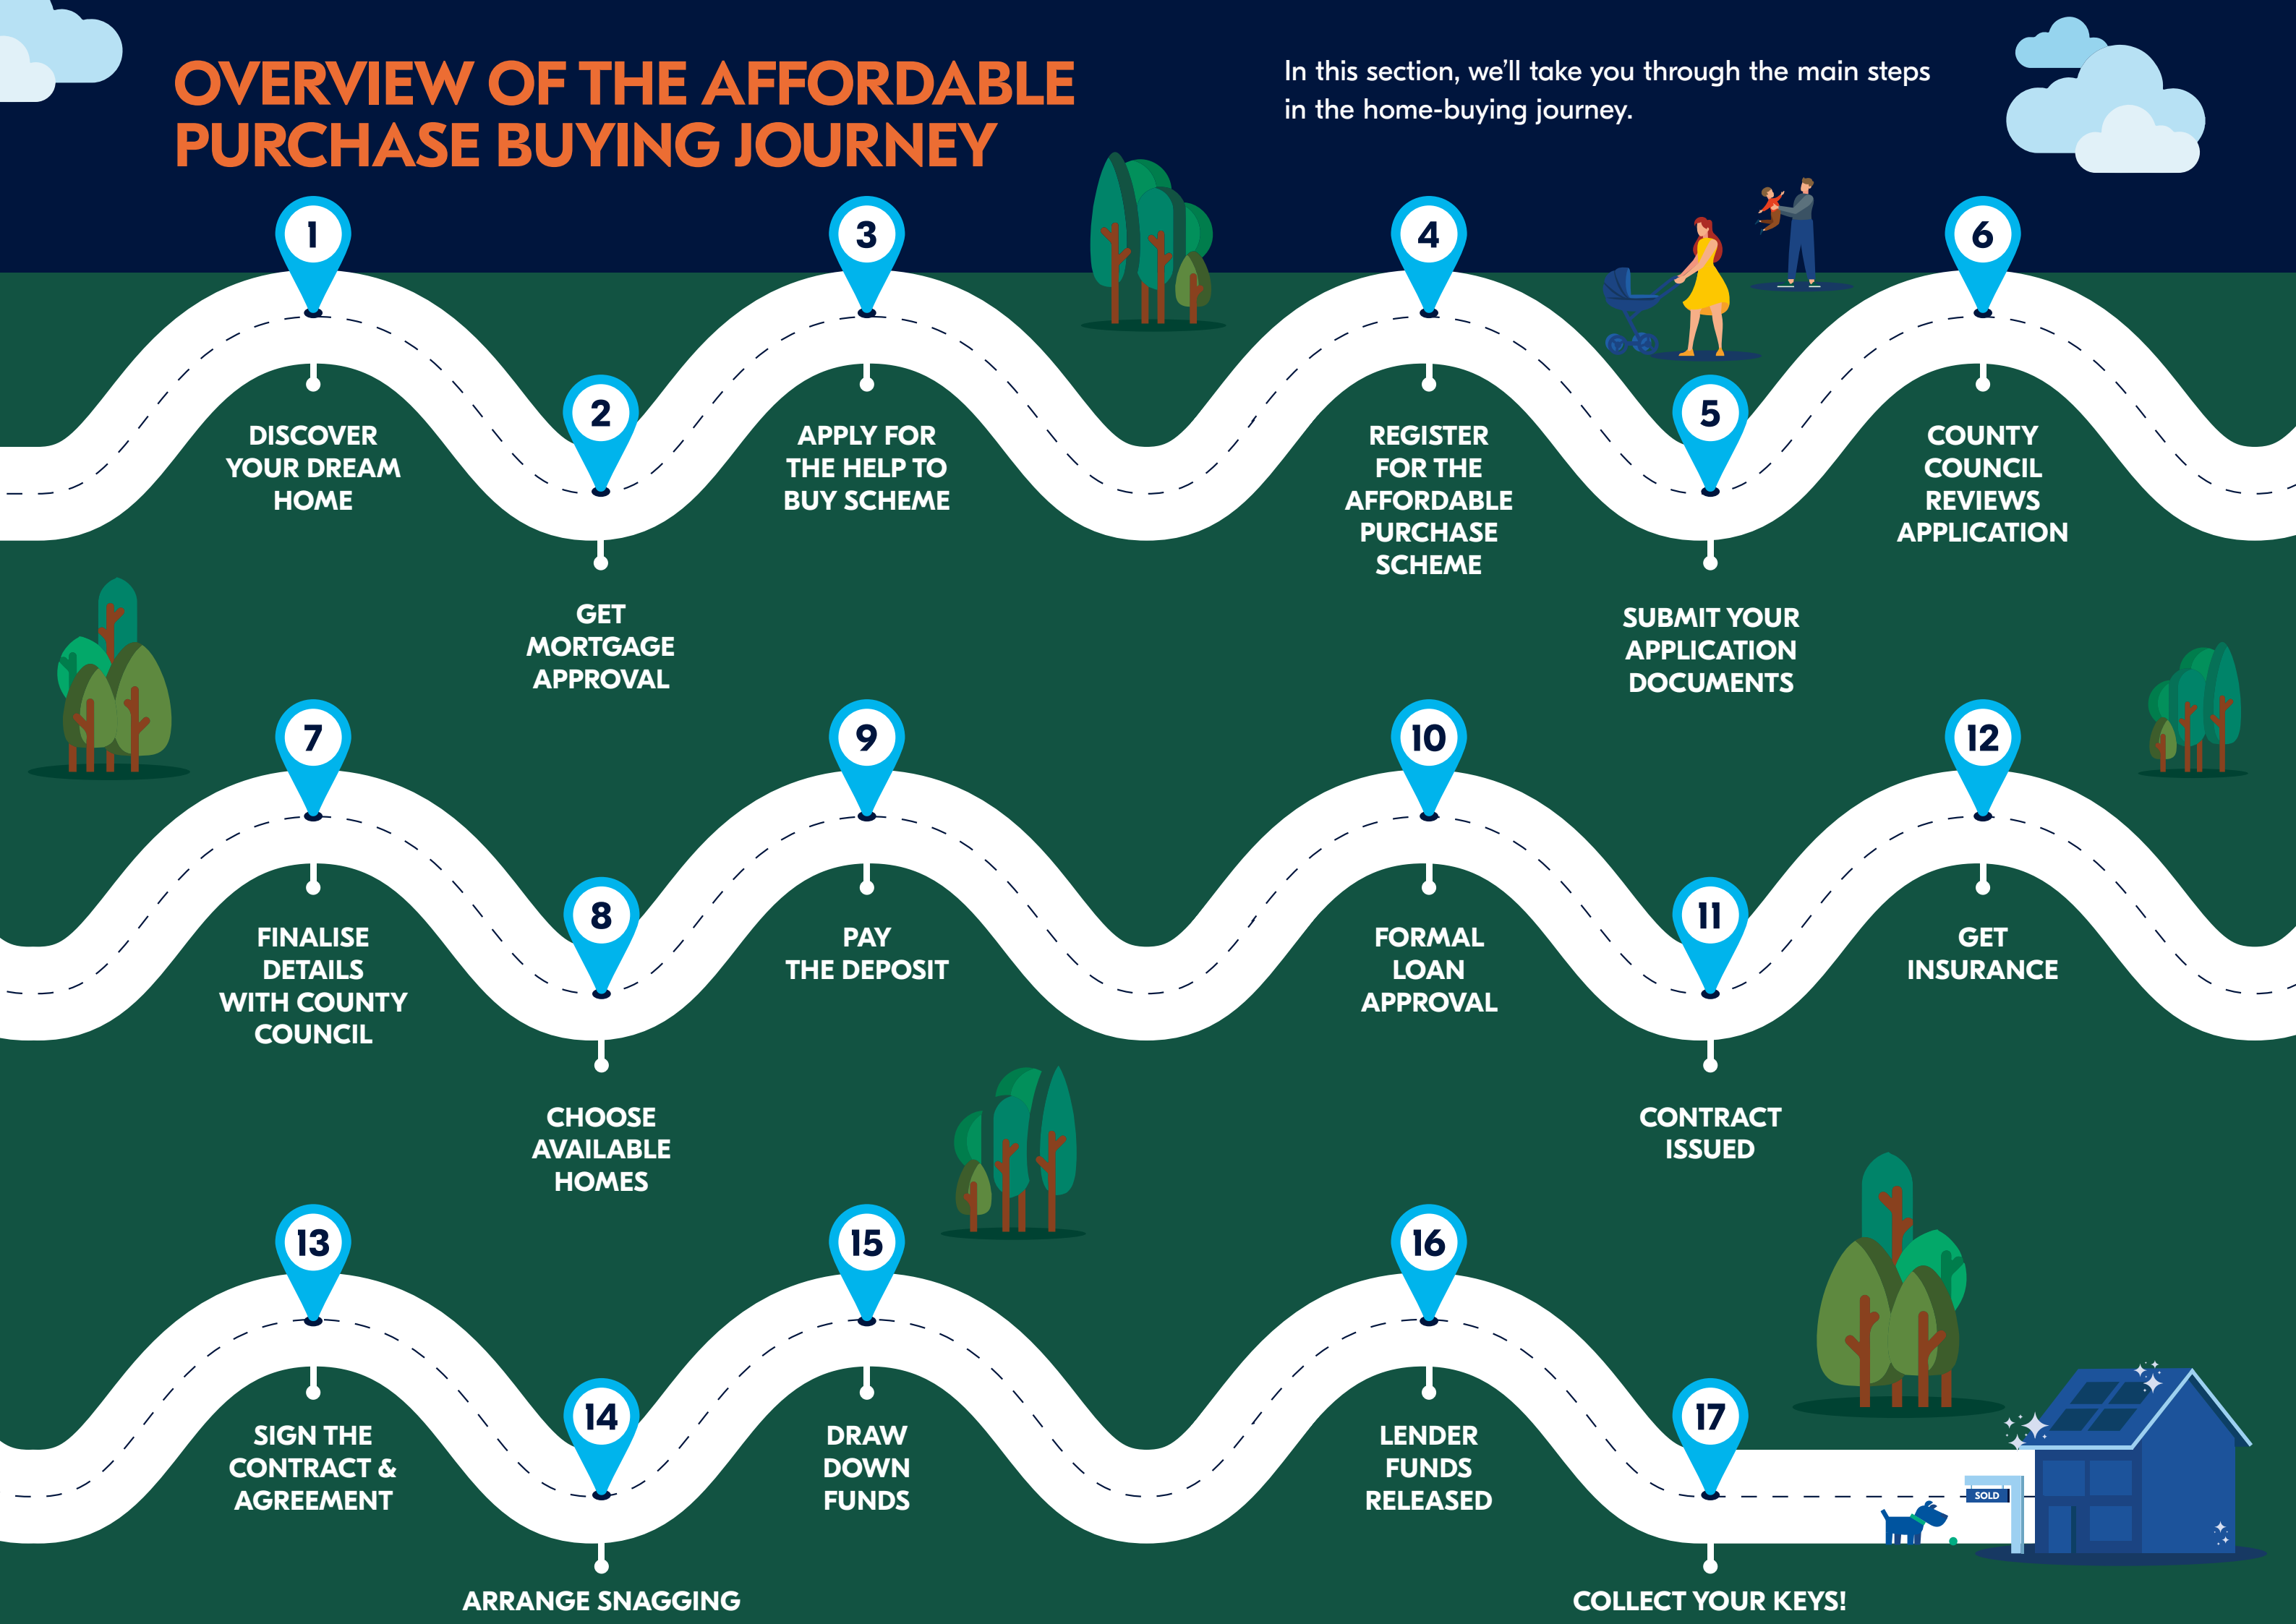 OVERVIEW OF THE AFFORDABLE
PURCHASE BUYING JOURNEY
In this section, we'll take you through the main steps
in the home-buying journey.
1
DISCOVER
YOUR DREAM
HOME
2
GET
MORTGAGE
APPROVAL
3
APPLY FOR
THE HELP TO
BUY SCHEME
4
REGISTER
FOR THE
AFFORDABLE
PURCHASE
SCHEME
5
SUBMIT YOUR
APPLICATION
DOCUMENTS
6
COUNTY
COUNCIL
REVIEWS
APPLICATION
7
FINALISE
DETAILS
WITH COUNTY
COUNCIL
8
CHOOSE
AVAILABLE
HOMES
9
PAY
THE DEPOSIT
10
FORMAL
LOAN
APPROVAL
11
CONTRACT
ISSUED
12
GET
INSURANCE
13
SIGN THE
CONTRACT &
AGREEMENT
14
ARRANGE SNAGGING
15
DRAW
DOWN
FUNDS
16
LENDER
FUNDS
RELEASED
17
COLLECT YOUR KEYS!
SOLD